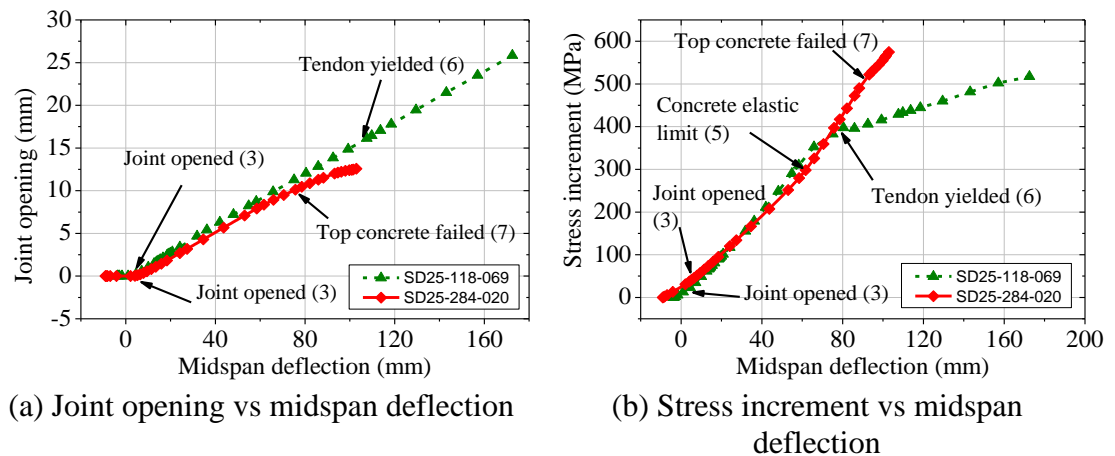 30
25
20
15
10
5
0
-5
Joint opening (mm)
Tendon yielded (6)
Joint opened (3)
Top concrete failed (7)
Joint opened (3)
SD25-118-069
SD25-284-020
0 40 80 120 160
Midspan deflection (mm)
(a) Joint opening vs midspan deflection
600
500
400
300
200
100
0
Stress increment (MPa)
Top concrete failed (7)
Concrete elastic
limit (5)
Joint opened
(3)
Tendon yielded (6)
Joint opened (3)
SD25-118-069
SD25-284-020
0 40 80 120 160 200
Midspan deflection (mm)
(b) Stress increment vs midspan
deflection